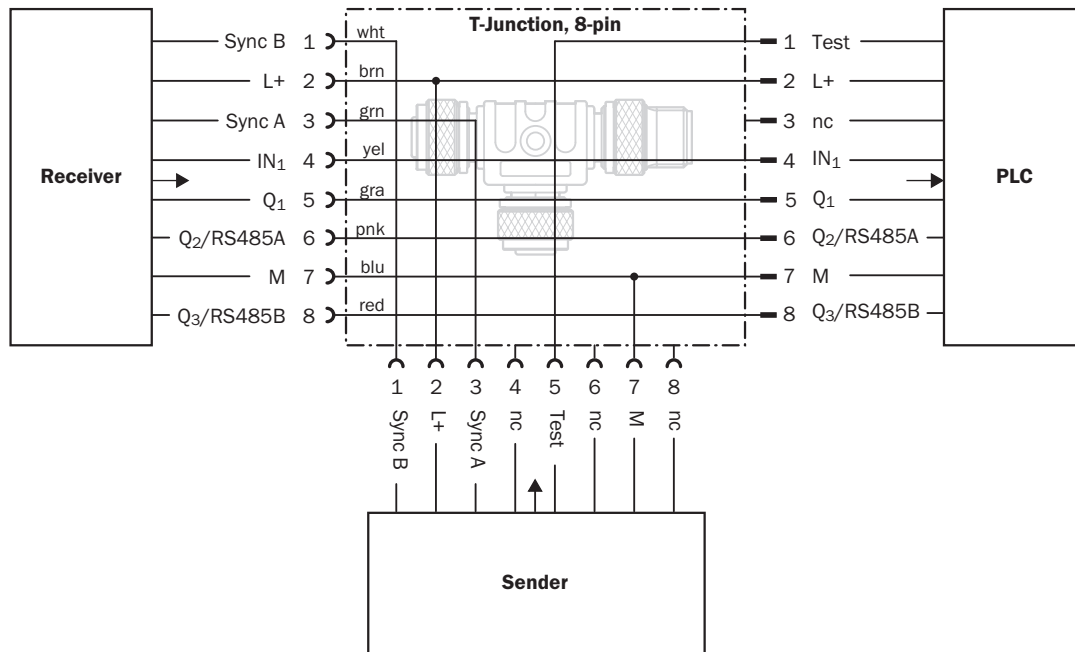 T-Junction, 8-pin
Sync B 1 wht 1 Test
L+ 2 brn 2 L+
Sync A 3 grn 3 nc
IN1 4 yel 4 IN1
Receiver PLC
Q1 5 gra 5 Q1
Q2/RS485A 6 pnk 6 Q2/RS485A
M 7 blu 7 M
Q3/RS485B 8 red 8 Q3/RS485B
1 2 3 4 5 6 7 8
Sync B L+ Sync A nc Test nc M nc
Sender